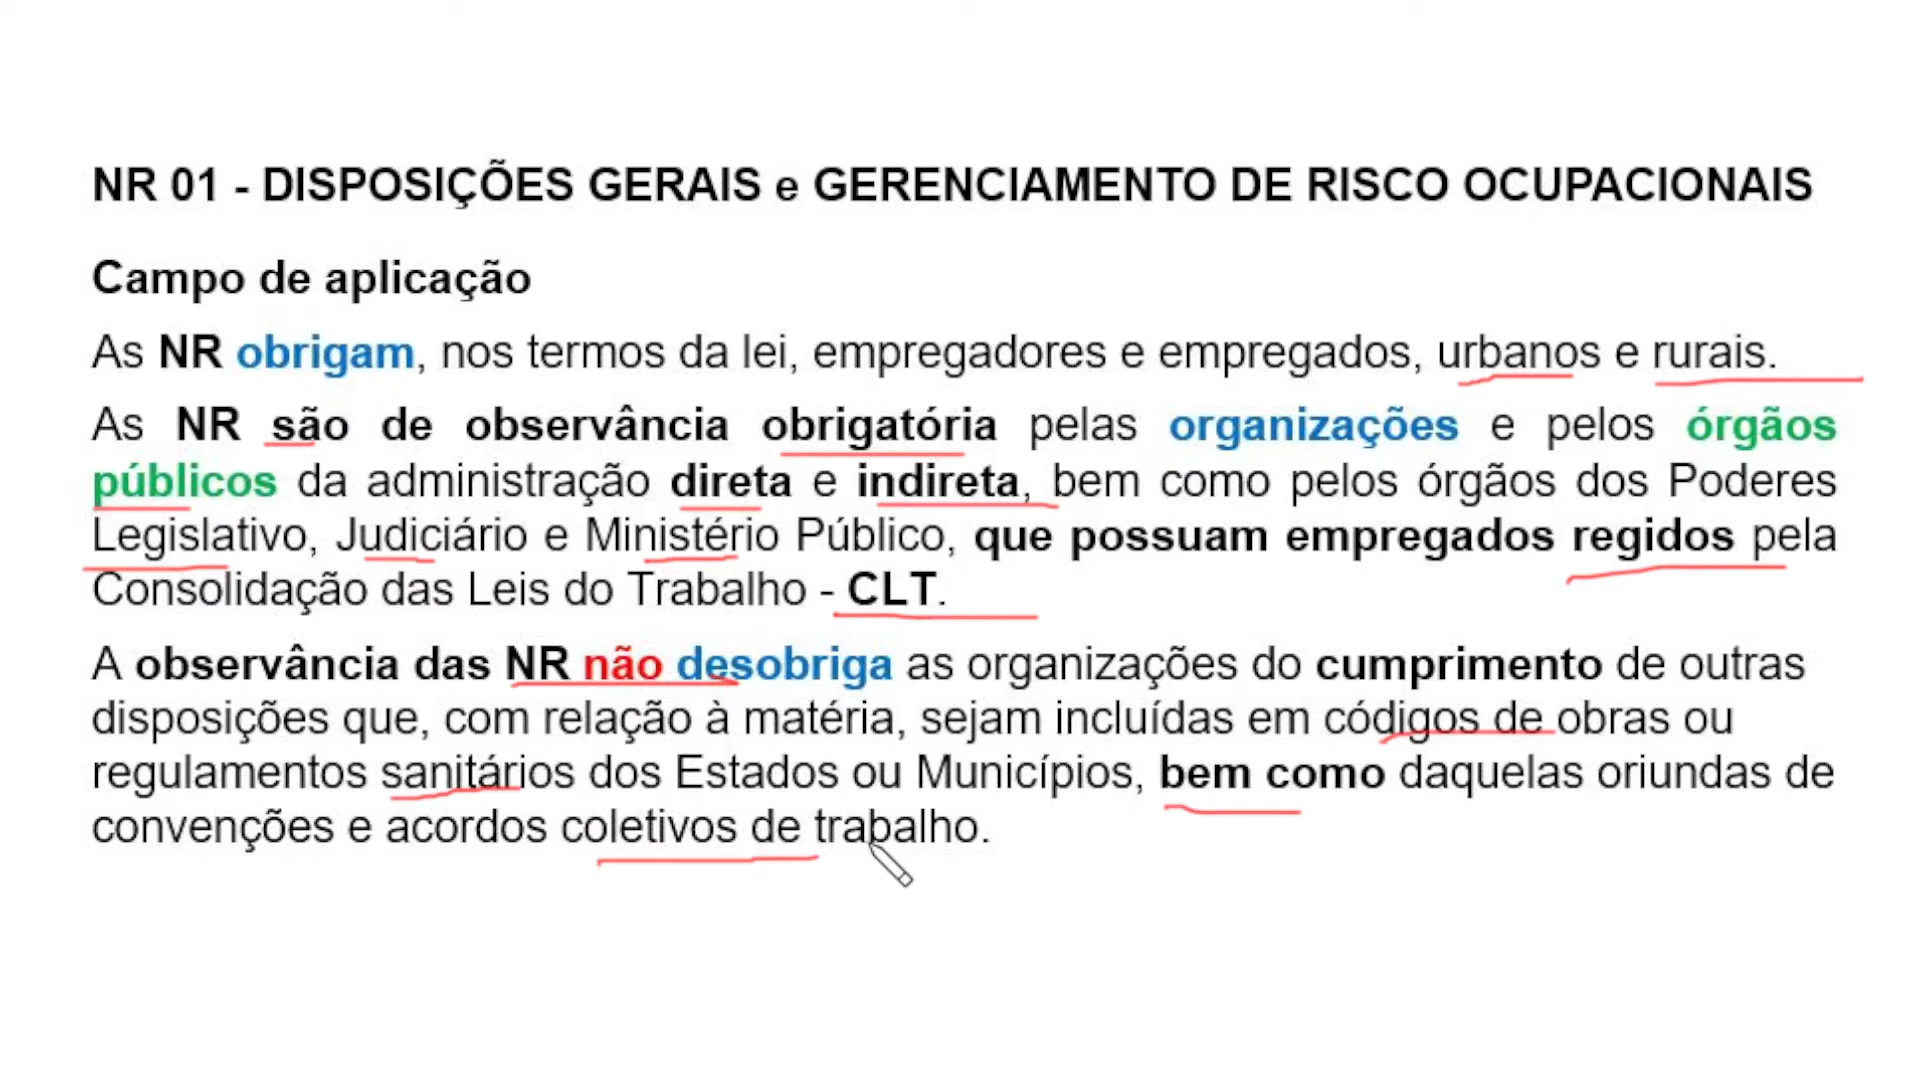 NR 01 - DISPOSIÇÕES GERAIS e GERENCIAMENTO DE RISCO OCUPACIONAIS
Campo de aplicação
As NR obrigam, nos termos da lei, empregadores e empregados, urbanos e rurais.
As NR são de observância obrigatória pelas organizações e pelos órgãos
públicos da administração direta e indireta, bem como pelos órgãos dos Poderes
Legislativo, Judiciário e Ministério Público, que possuam empregados regidos pela
Consolidação das Leis do Trabalho - CLT.
A observância das NR não desobriga as organizações do cumprimento de outras
disposições que, com relação à matéria, sejam incluídas em códigos de obras ou
regulamentos sanitários dos Estados ou Municípios, bem como daquelas oriundas de
convenções e acordos coletivos de trabalho.